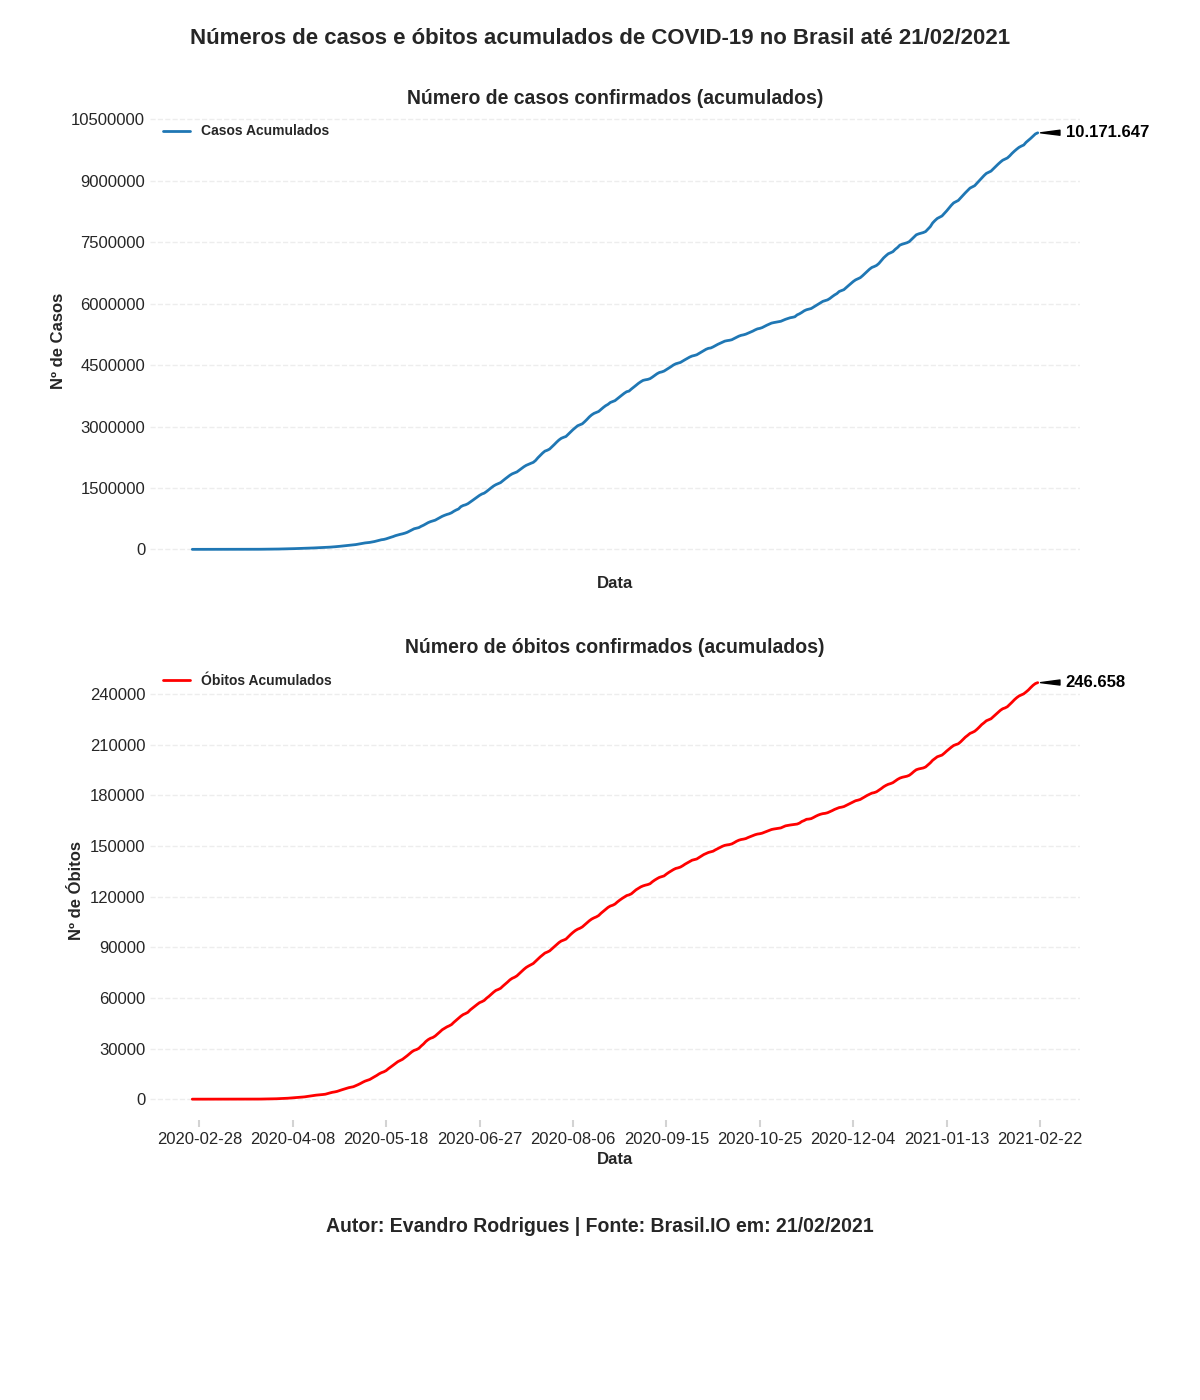 Números de casos e óbitos acumulados de COVID-19 no Brasil até 21/02/2021
Número de casos confirmados (acumulados)
10500000
Casos Acumulados
10.171.647
9000000
7500000
6000000
Nº de Casos
4500000
3000000
1500000
0
Data
Número de óbitos confirmados (acumulados)
Óbitos Acumulados
246.658
240000
210000
180000
150000
Nº de Óbitos
120000
90000
60000
30000
0
2020-02-28 2020-04-08 2020-05-18 2020-06-27 2020-08-06 2020-09-15 2020-10-25 2020-12-04 2021-01-13 2021-02-22
Data
Autor: Evandro Rodrigues | Fonte: Brasil.IO em: 21/02/2021